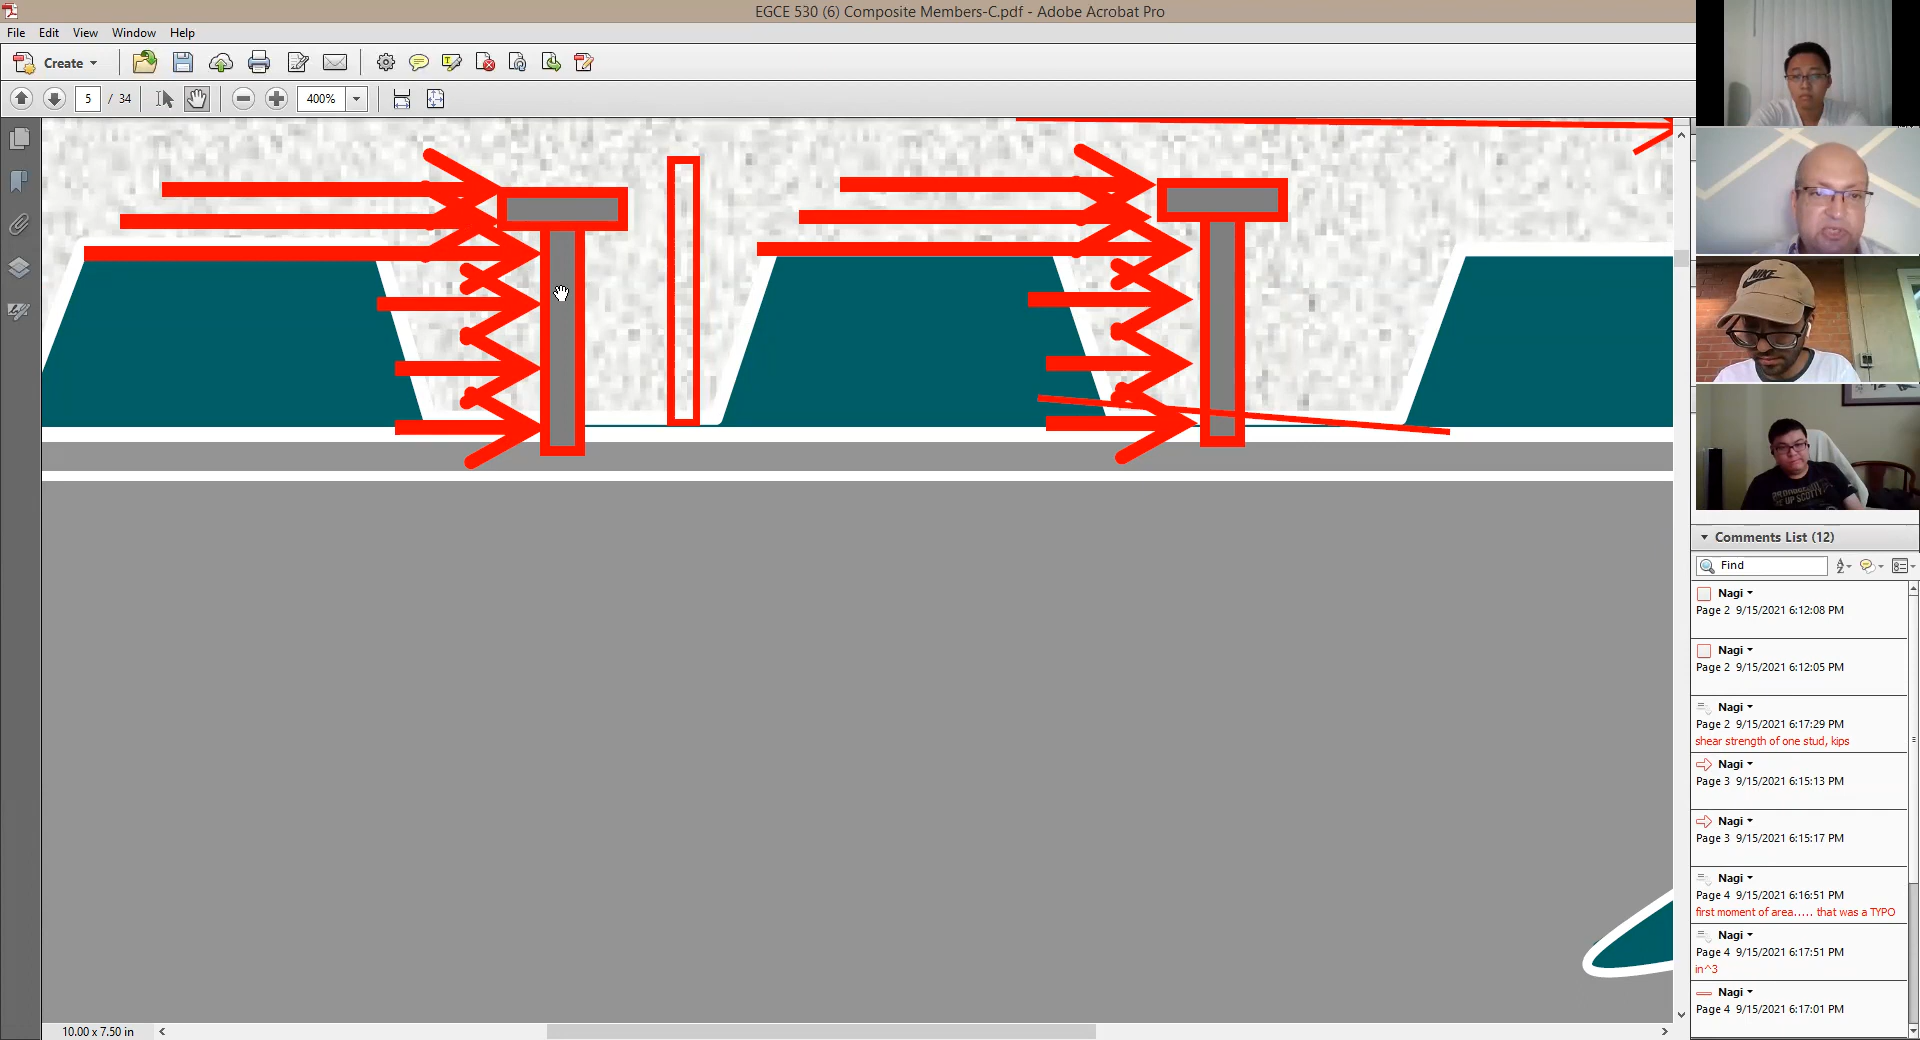 EGCE 530 (6) Composite Members-C.pdf - Adobe Acrobat Pro
File Edit View Window Help
Create
5 / 34 400%
Comments List (12)
Find
Nagi
Page 2 9/15/2021 6:12:08 PM
Nagi
Page 2 9/15/2021 6:12:05 PM
Nagi
Page 2 9/15/2021 6:17:29 PM
shear strength of one stud, kips
Nagi
Page 3 9/15/2021 6:15:13 PM
Nagi
Page 3 9/15/2021 6:15:17 PM
Nagi
Page 4 9/15/2021 6:16:51 PM
first moment of area..... that was a TYPO
Nagi
Page 4 9/15/2021 6:17:51 PM
in^3
Nagi
Page 4 9/15/2021 6:17:01 PM
10.00 x 7.50 in
NIKE
UP SCOTTY